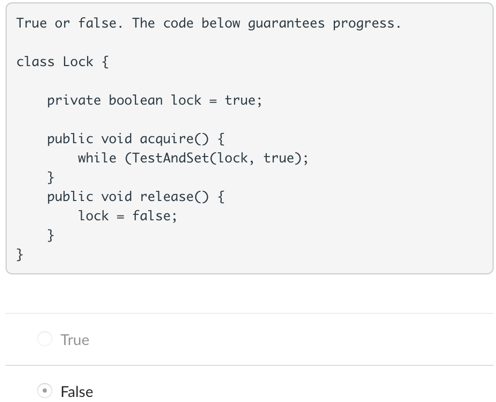 True or false. The code below guarantees progress.
class Lock {
private boolean lock = true;
public void acquire() {
while (TestAndSet(lock, true);
}
public void release() {
lock = false;
}
}
True
False